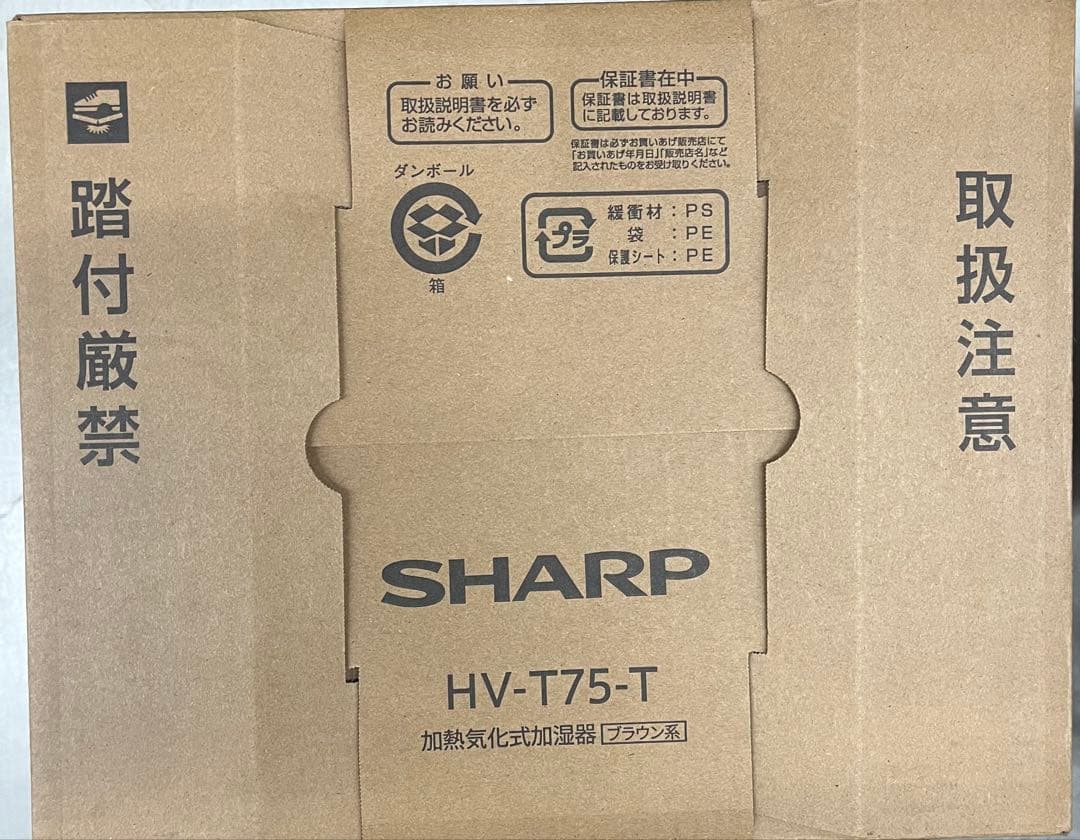 踏付厳禁
お願い
取扱説明書を必ず
お読みください。
保証書在中
保証書は取扱説明書
に記載しております。
保証書は必ずお買いあげ販売店にて
「お買いあげ年月日」「販売店名」など
記入されたものをお受け取りください。
ダンボール
箱
プラ
緩衝材：PS
袋：PE
保護シート：PE
取扱注意
SHARP
HV-T75-T
加熱気化式加湿器 ブラウン系